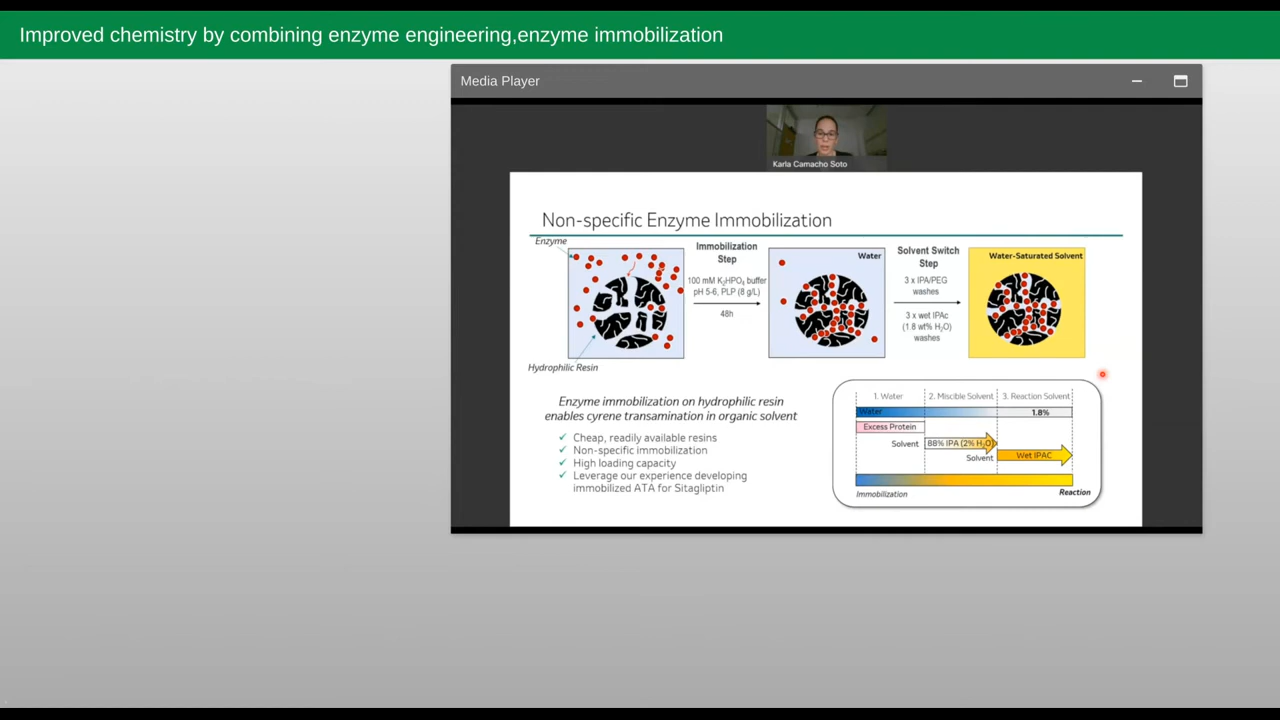 Improved chemistry by combining enzyme engineering,enzyme immobilization
Media Player
Karla Camacho Soto
Non-specific Enzyme Immobilization
Enzyme
Hydrophilic Resin
Immobilization
Step
100 mM K₂HPO₄ buffer
pH 5-6, PLP (8 g/L)
48h
Water
Solvent Switch
Step
3 x IPA/PEG
washes
3 x wet IPAc
(1.8 wt% H₂O)
washes
Water-Saturated Solvent
Enzyme immobilization on hydrophilic resin
enables cyrene transamination in organic solvent
✓ Cheap, readily available resins
✓ Non-specific immobilization
✓ High loading capacity
✓ Leverage our experience developing
immobilized ATA for Sitagliptin
1. Water
2. Miscible Solvent
3. Reaction Solvent
Water
1.8%
Excess Protein
Solvent
88% IPA (2% H₂O)
Solvent
Wet IPAC
Immobilization
Reaction